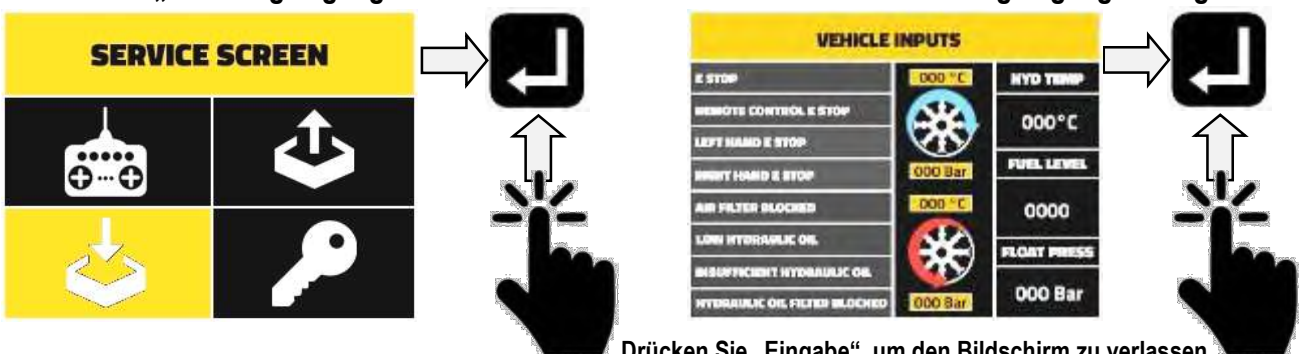 SERVICE SCREEN
VEHICLE INPUTS
E STOP
REMOTE CONTROL E STOP
LEFT HAND E STOP
RIGHT HAND E STOP
AIR FILTER BLOCKED
LOW HYDRAULIC OIL
INSUFFICIENT HYDRAULIC OIL
HYDRAULIC OIL FILTER BLOCKED
000 °C
000 Bar
000 °C
000 Bar
HYD TEMP
000°C
FUEL LEVEL
0000
FLOAT PRESS
000 Bar
Drücken Sie „Eingabe“, um den Bildschirm zu verlassen